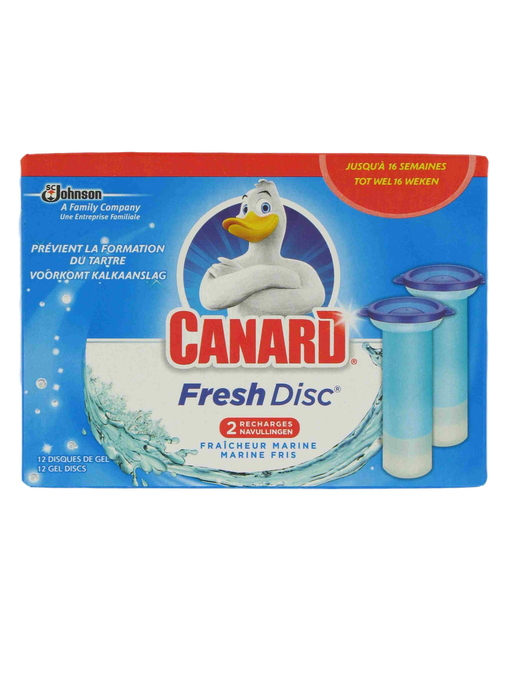 JUSQU'À 16 SEMAINES
TOT WEL 16 WEKEN
SC Johnson
A Family Company
Une Entreprise Familiale
PRÉVIENT LA FORMATION
DU TARTRE
VOORKOMT KALKAANSLAG
CANARD®
Fresh Disc®
2 RECHARGES
NAVULLINGEN
FRAÎCHEUR MARINE
MARINE FRIS
12 DISQUES DE GEL
12 GEL DISCS